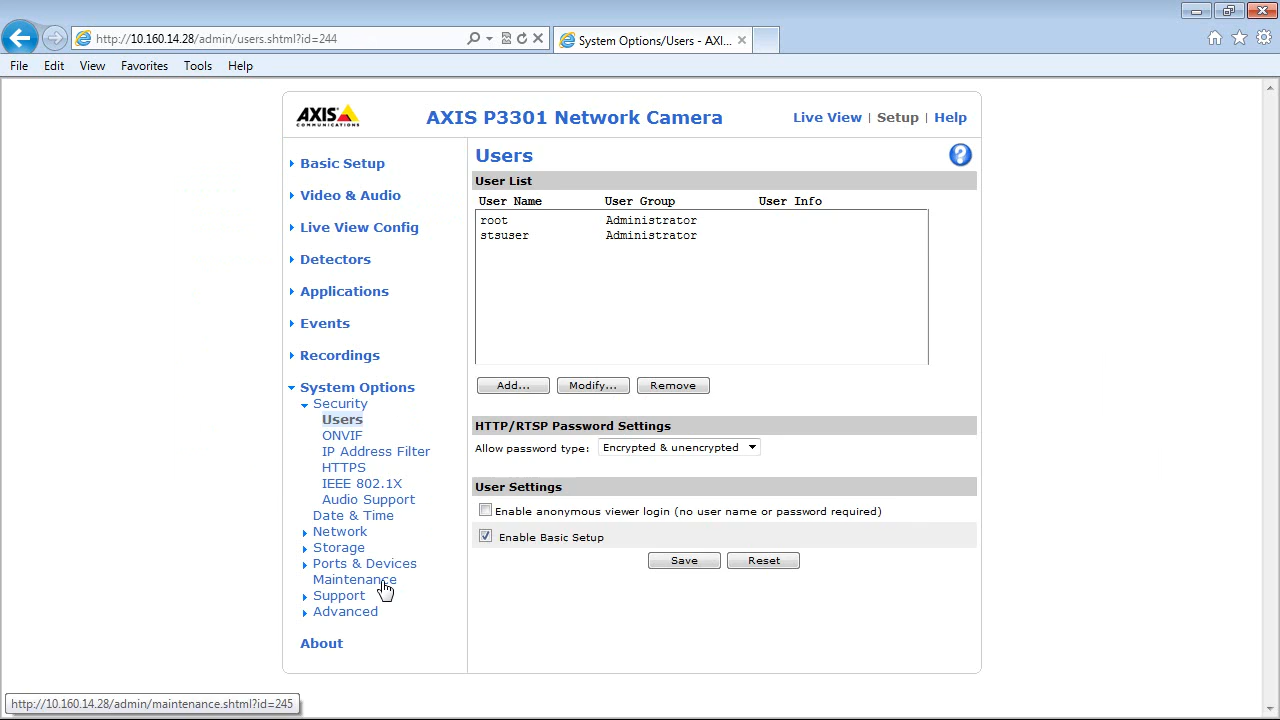 http://10.160.14.28/admin/users.shtml?id=244
System Options/Users - AXI...
File Edit View Favorites Tools Help
AXIS
COMMUNICATIONS
AXIS P3301 Network Camera
Live View | Setup | Help
Basic Setup
Video & Audio
Live View Config
Detectors
Applications
Events
Recordings
System Options
Security
Users
ONVIF
IP Address Filter
HTTPS
IEEE 802.1X
Audio Support
Date & Time
Network
Storage
Ports & Devices
Maintenance
Support
Advanced
About
Users
?
User List
User Name User Group User Info
root Administrator
stsuser Administrator
Add... Modify... Remove
HTTP/RTSP Password Settings
Allow password type: Encrypted & unencrypted
User Settings
Enable anonymous viewer login (no user name or password required)
Enable Basic Setup
Save Reset
http://10.160.14.28/admin/maintenance.shtml?id=245